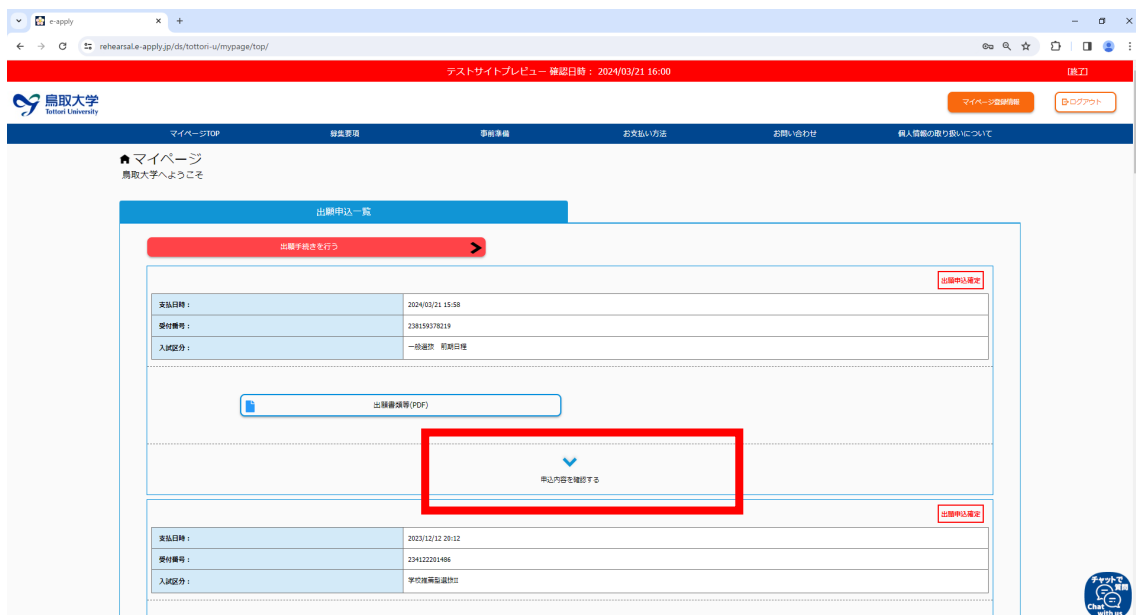 e-apply
rehearsal.e-apply.jp/ds/tottori-u/mypage/top/
テストサイトプレビュー 確認日時： 2024/03/21 16:00
[終了]
鳥取大学
Tottori University
マイページ登録情報
ログアウト
マイページTOP 募集要項 事前準備 お支払い方法 お問い合わせ 個人情報の取り扱いについて
マイページ
鳥取大学へようこそ
出願申込一覧
出願手続きを行う
出願申込確定
支払日時： 2024/03/21 15:58
受付番号： 238159378219
入試区分： 一般選抜 前期日程
出願書類等(PDF)
申込内容を確認する
出願申込確定
支払日時： 2023/12/12 20:12
受付番号： 234122201486
入試区分： 学校推薦型選抜II
チャットで
質問
Chat
with us